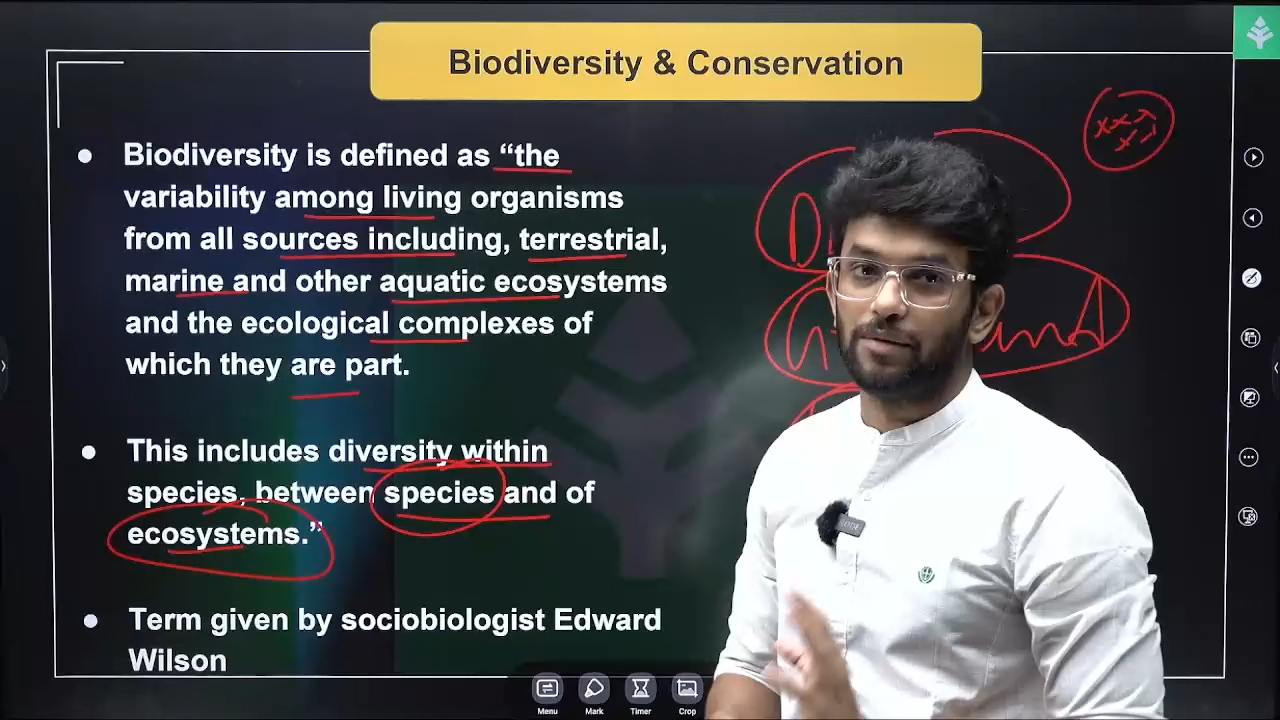 Biodiversity & Conservation
● Biodiversity is defined as “the
variability among living organisms
from all sources including, terrestrial,
marine and other aquatic ecosystems
and the ecological complexes of
which they are part.
● This includes diversity within
species, between species and of
ecosystems.”
● Term given by sociobiologist Edward
Wilson
Menu Mark Timer Crop